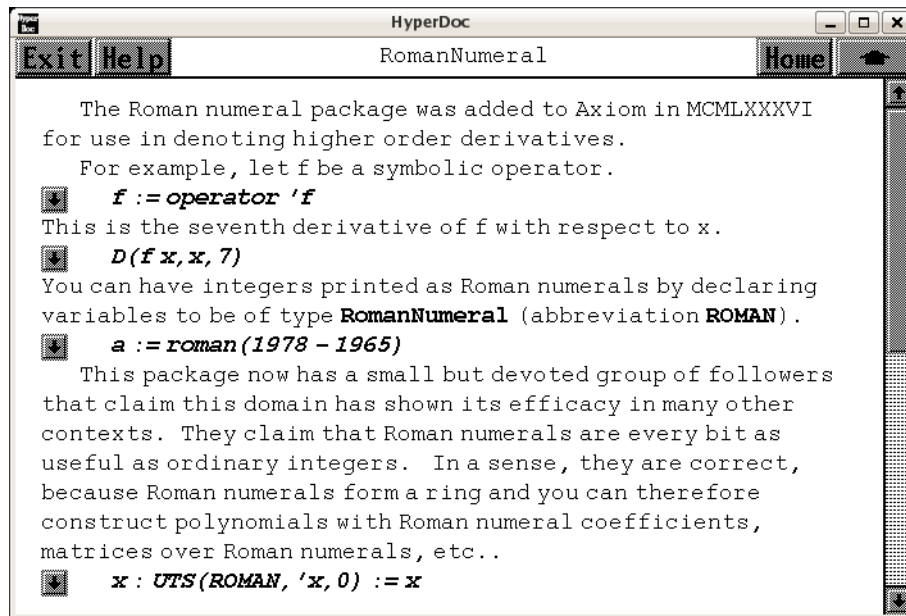 Hyper Doc
HyperDoc
Exit Help RomanNumeral Home
The Roman numeral package was added to Axiom in MCMLXXXVI
for use in denoting higher order derivatives.
For example, let f be a symbolic operator.
f := operator 'f
This is the seventh derivative of f with respect to x.
D(f x, x, 7)
You can have integers printed as Roman numerals by declaring
variables to be of type RomanNumeral (abbreviation ROMAN).
a := roman(1978 - 1965)
This package now has a small but devoted group of followers
that claim this domain has shown its efficacy in many other
contexts. They claim that Roman numerals are every bit as
useful as ordinary integers. In a sense, they are correct,
because Roman numerals form a ring and you can therefore
construct polynomials with Roman numeral coefficients,
matrices over Roman numerals, etc..
x : UTS(ROMAN, 'x, 0) := x